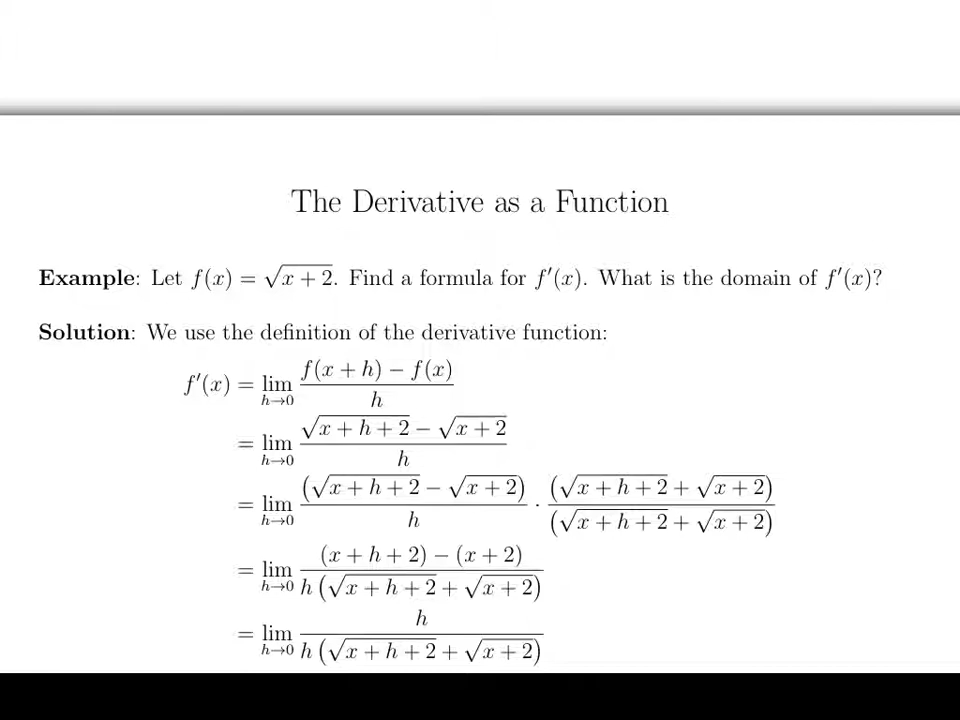 The Derivative as a Function
Example: Let f(x) = √(x + 2). Find a formula for f′(x). What is the domain of f′(x)?
Solution: We use the definition of the derivative function:
f′(x) = lim_{h→0} (f(x + h) − f(x)) / h
= lim_{h→0} (√(x + h + 2) − √(x + 2)) / h
= lim_{h→0} (√(x + h + 2) − √(x + 2)) / h · (√(x + h + 2) + √(x + 2)) / (√(x + h + 2) + √(x + 2))
= lim_{h→0} ((x + h + 2) − (x + 2)) / (h (√(x + h + 2) + √(x + 2)))
= lim_{h→0} h / (h (√(x + h + 2) + √(x + 2)))